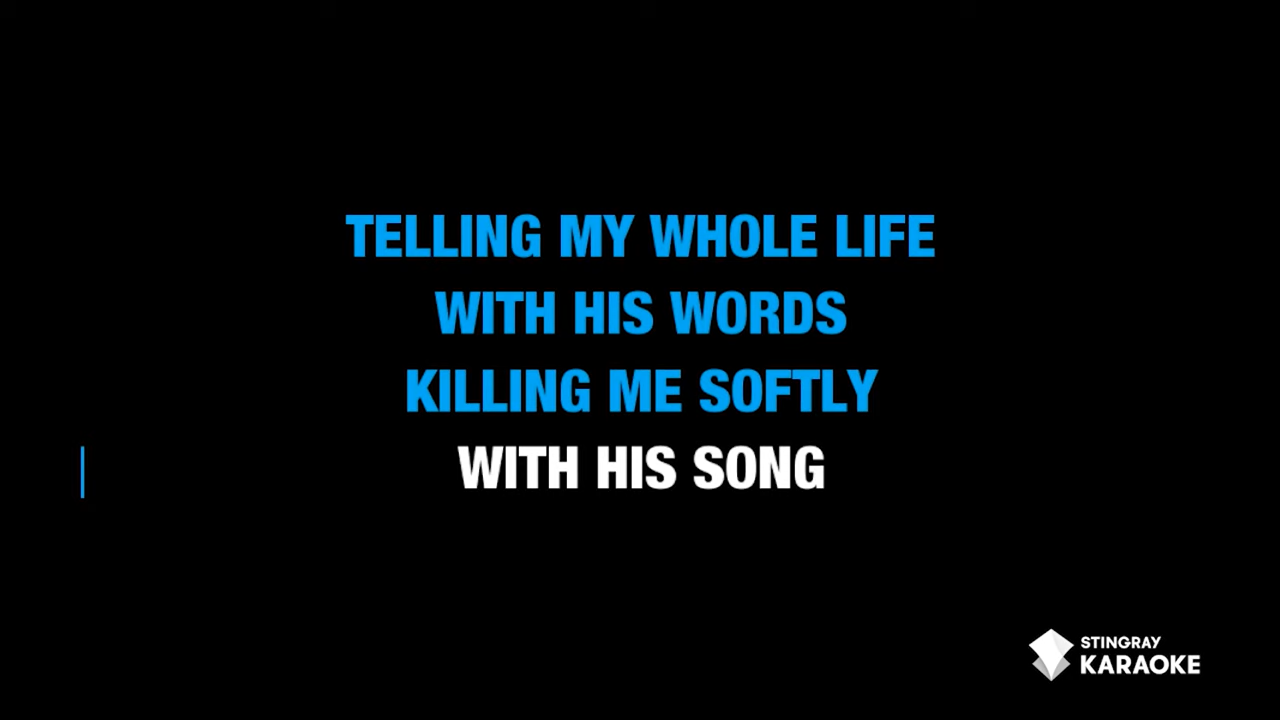 TELLING MY WHOLE LIFE
WITH HIS WORDS
KILLING ME SOFTLY
WITH HIS SONG
STINGRAY
KARAOKE